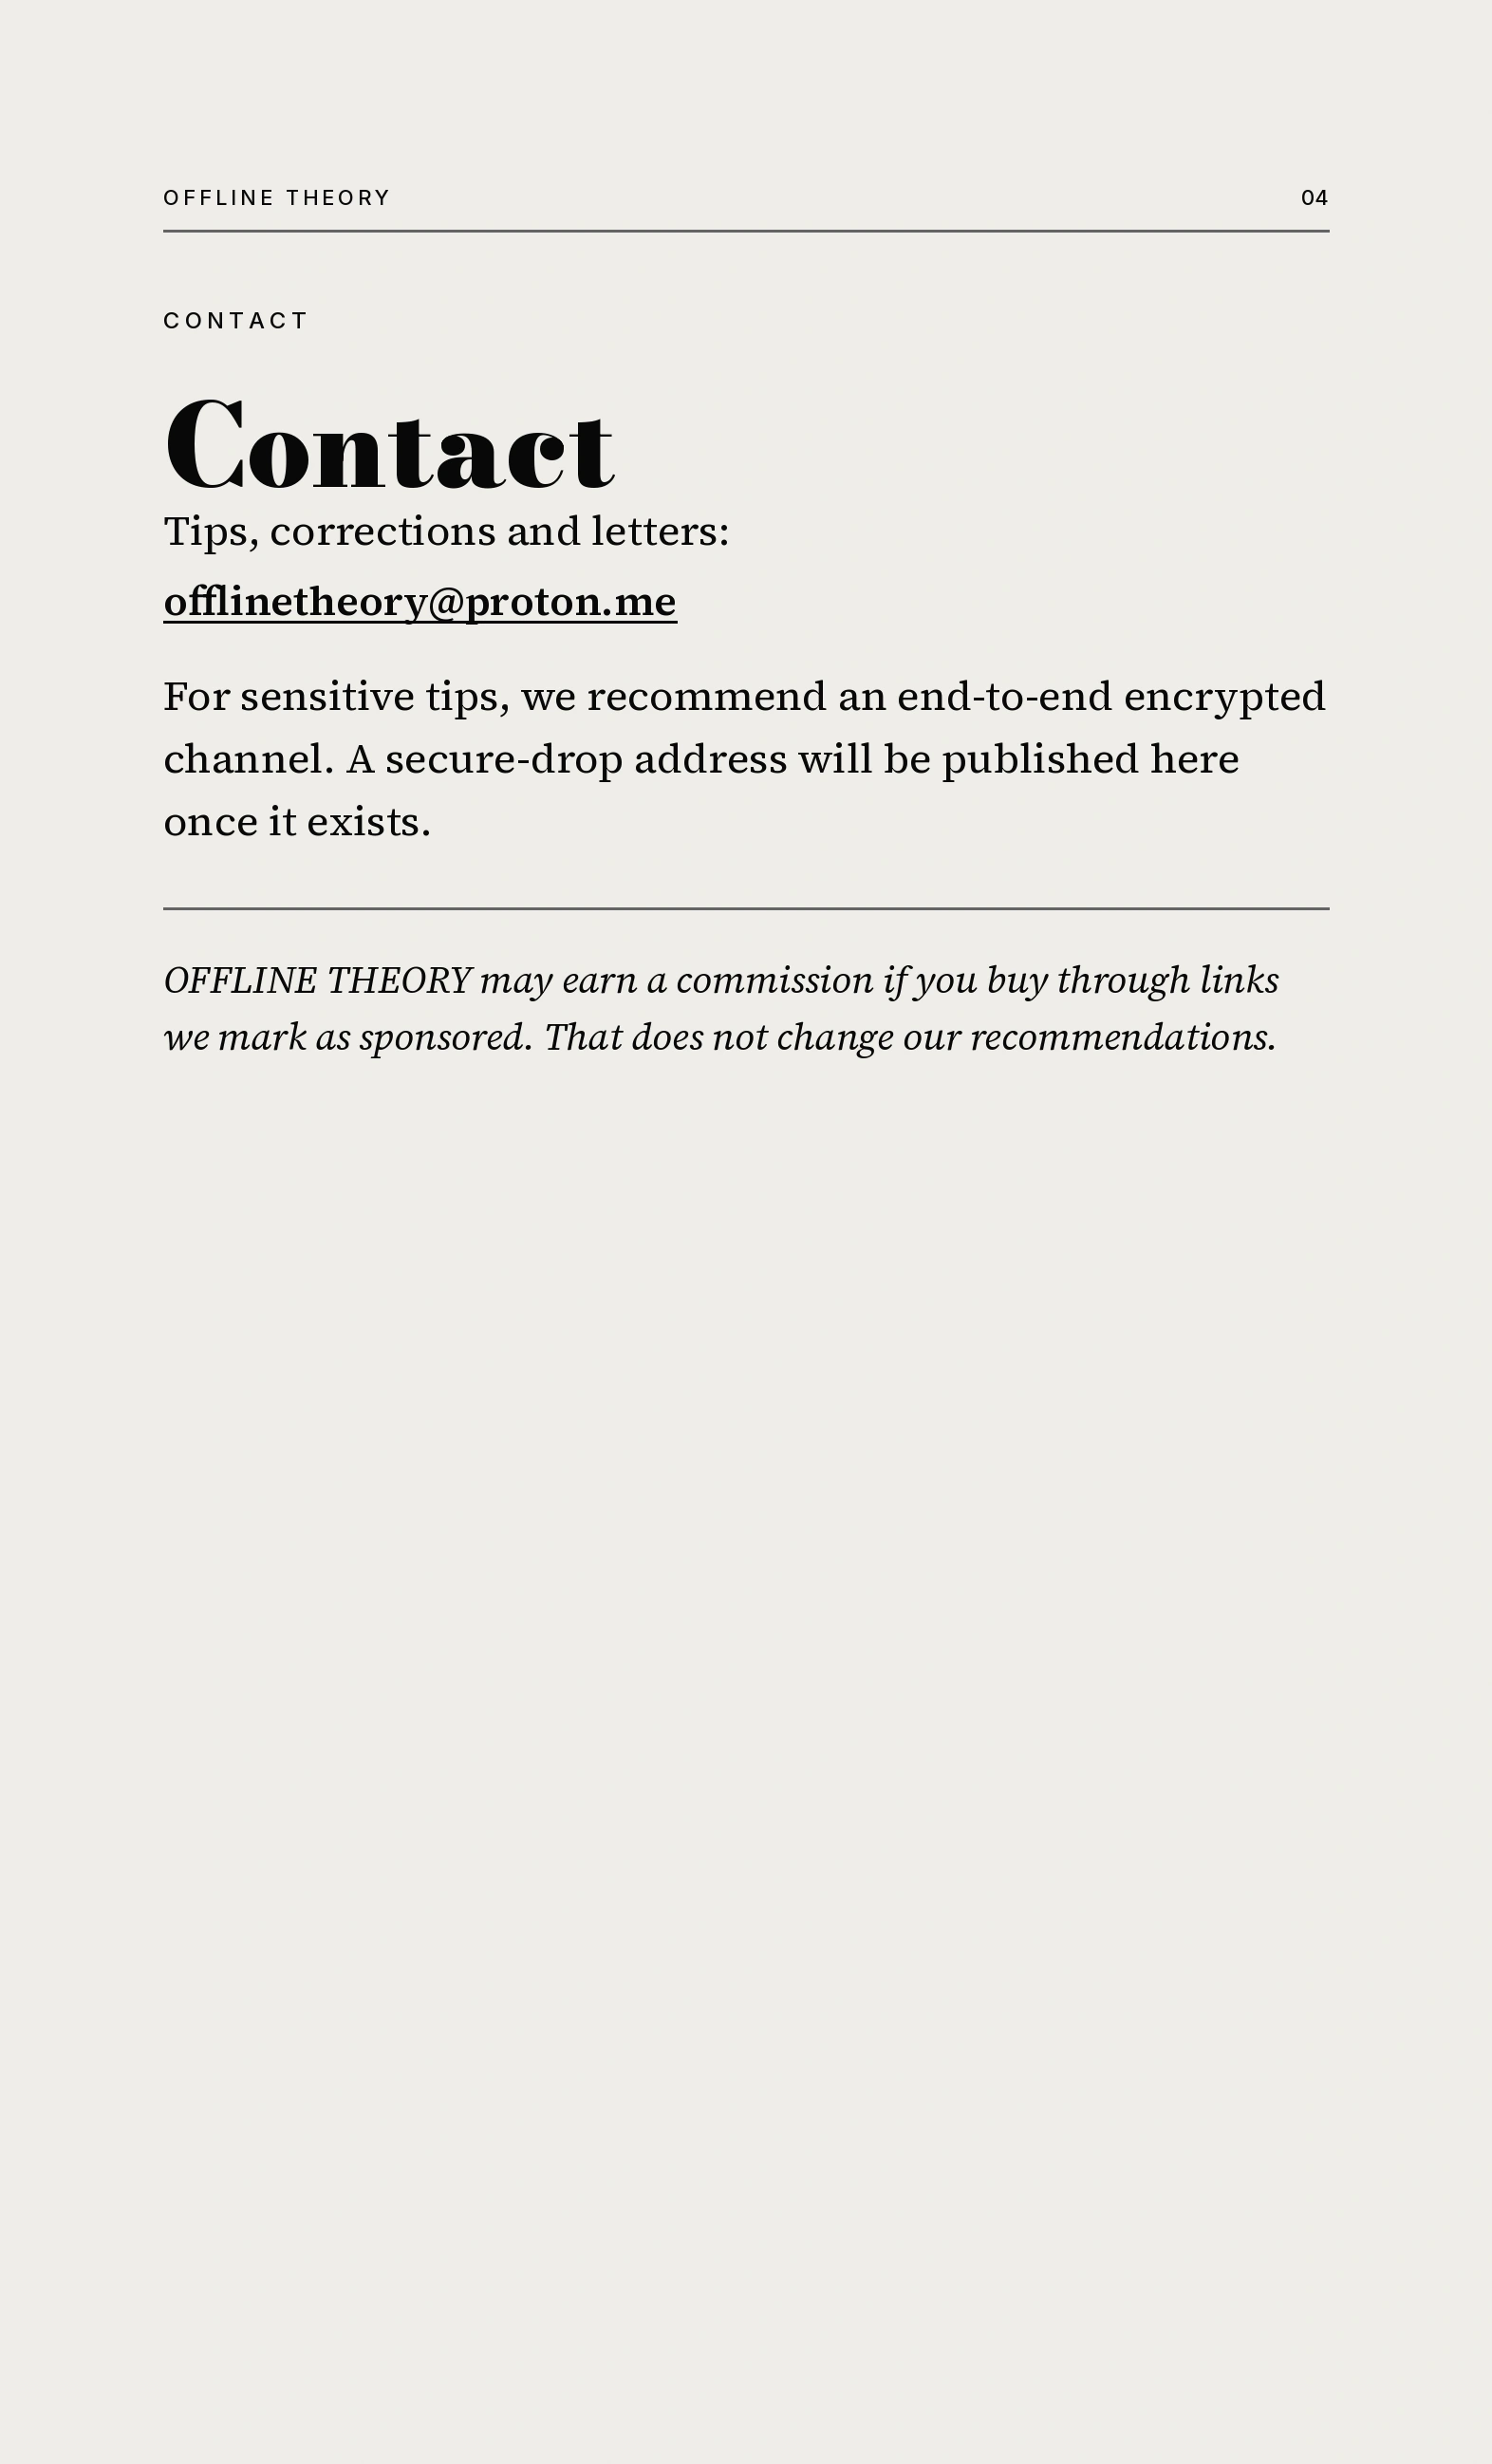 OFFLINE THEORY
04
CONTACT
Contact
Tips, corrections and letters:
offlinetheory@proton.me
For sensitive tips, we recommend an end-to-end encrypted
channel. A secure-drop address will be published here
once it exists.
OFFLINE THEORY may earn a commission if you buy through links
we mark as sponsored. That does not change our recommendations.